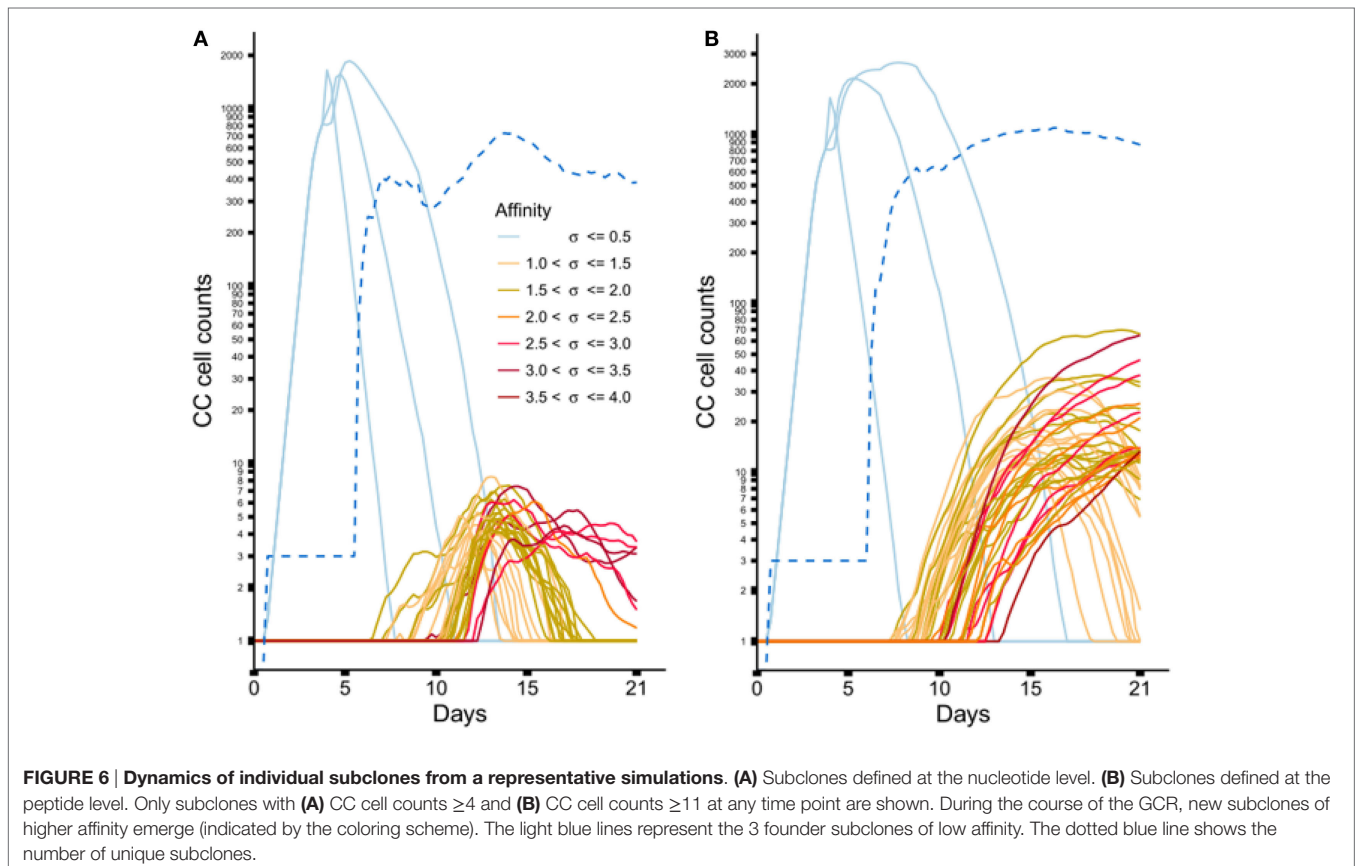 A
2000
1000
900
800
700
600
500
400
300
200
100
90
80
70
60
50
40
30
20
10
9
8
7
6
5
4
3
2
1
CC cell counts
0 5 10 15 21
Days
Affinity
σ <= 0.5
1.0 < σ <= 1.5
1.5 < σ <= 2.0
2.0 < σ <= 2.5
2.5 < σ <= 3.0
3.0 < σ <= 3.5
3.5 < σ <= 4.0
B
3000
2000
1000
900
800
700
600
500
400
300
200
100
90
80
70
60
50
40
30
20
10
9
8
7
6
5
4
3
2
1
CC cell counts
0 5 10 15 21
Days
FIGURE 6 | Dynamics of individual subclones from a representative simulations. (A) Subclones defined at the nucleotide level. (B) Subclones defined at the
peptide level. Only subclones with (A) CC cell counts ≥4 and (B) CC cell counts ≥11 at any time point are shown. During the course of the GCR, new subclones of
higher affinity emerge (indicated by the coloring scheme). The light blue lines represent the 3 founder subclones of low affinity. The dotted blue line shows the
number of unique subclones.